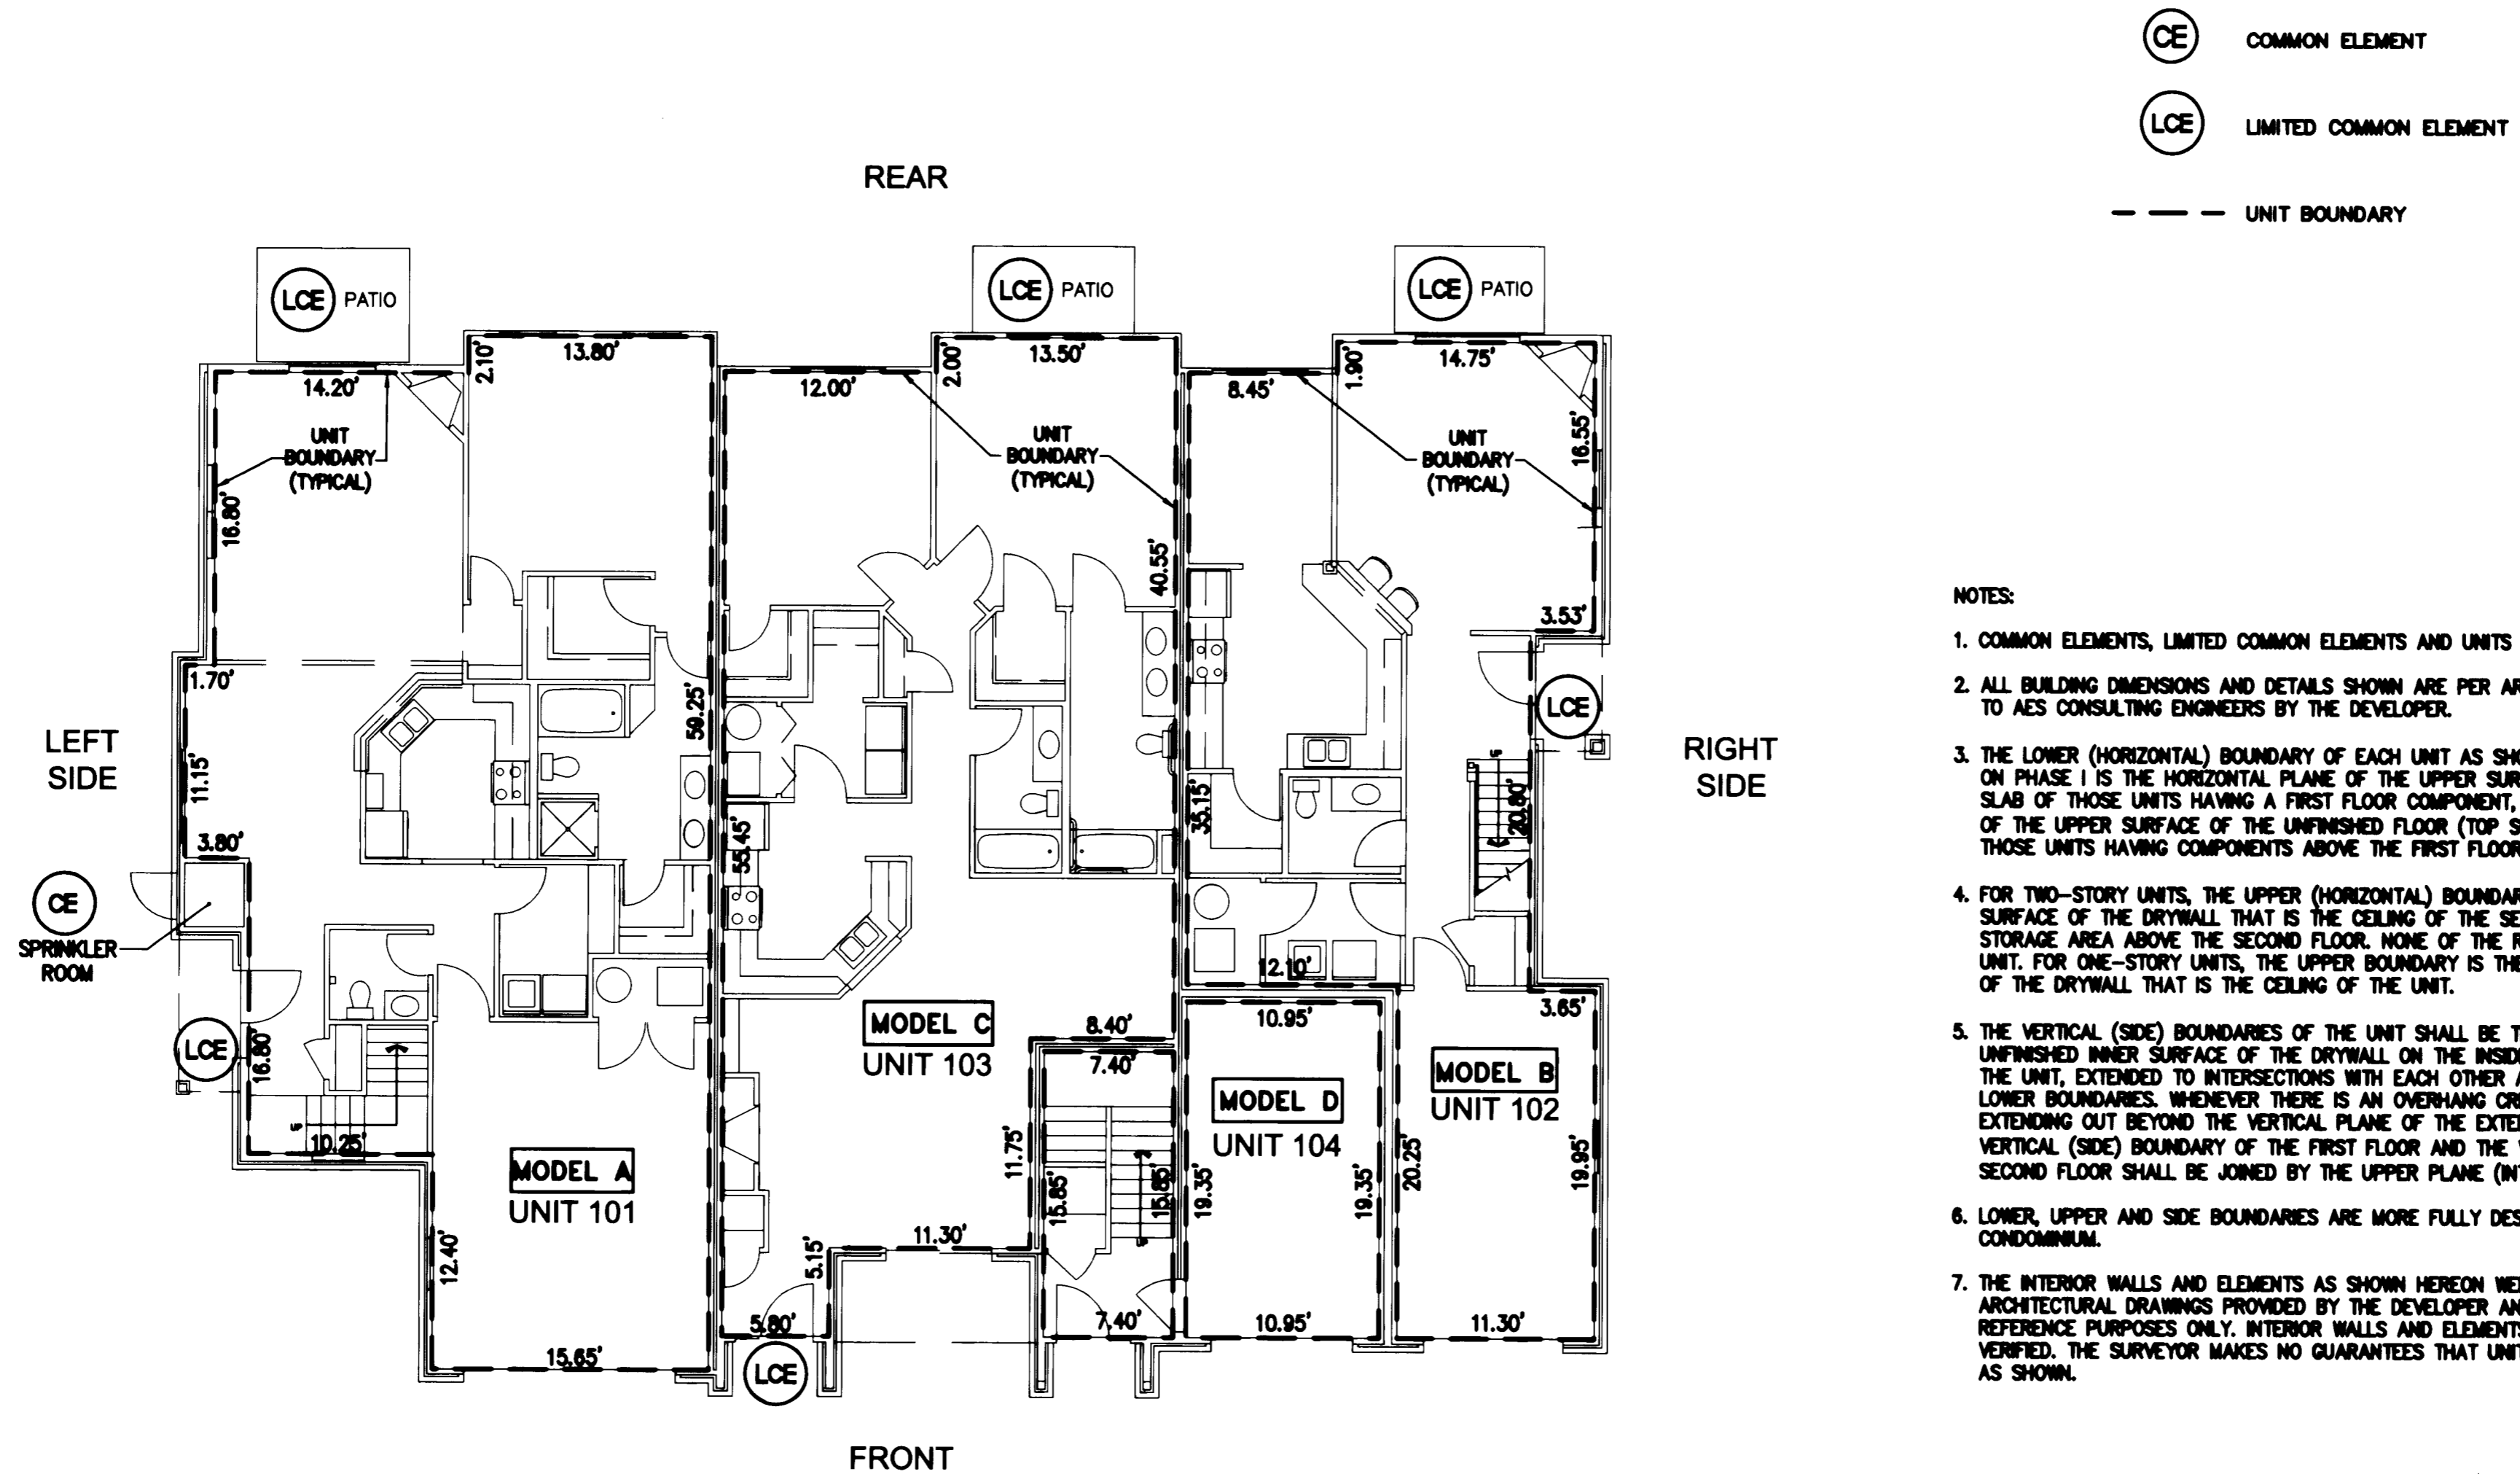 CE COMMON ELEMENT
LCE LIMITED COMMON ELEMENT
UNIT BOUNDARY
REAR
LCE PATIO
LCE PATIO
LCE PATIO
2.10'
13.80'
2.00'
13.50'
1.90'
14.75'
14.20'
12.00'
8.45'
UNIT
BOUNDARY
(TYPICAL)
UNIT
BOUNDARY
(TYPICAL)
UNIT
BOUNDARY
(TYPICAL)
16.80'
40.55'
16.55'
3.53'
1.70'
59.25'
LCE
LEFT
SIDE
RIGHT
SIDE
11.15'
55.45'
35.15'
UP
20.80'
3.80'
CE
SPRINKLER
ROOM
12.10'
LCE
16.80'
MODEL C
UNIT 103
8.40'
7.40'
10.95'
3.65'
MODEL B
UNIT 102
MODEL D
UNIT 104
UP
10.25'
MODEL A
UNIT 101
11.75'
15.85'
15.85'
19.35'
19.35'
20.25'
19.95'
UP
12.40'
5.15'
11.30'
5.80'
7.40'
10.95'
11.30'
15.65'
LCE
FRONT
NOTES:
1. COMMON ELEMENTS, LIMITED COMMON ELEMENTS AND UNITS
2. ALL BUILDING DIMENSIONS AND DETAILS SHOWN ARE PER AR
TO AES CONSULTING ENGINEERS BY THE DEVELOPER.
3. THE LOWER (HORIZONTAL) BOUNDARY OF EACH UNIT AS SHO
ON PHASE I IS THE HORIZONTAL PLANE OF THE UPPER SUR
SLAB OF THOSE UNITS HAVING A FIRST FLOOR COMPONENT,
OF THE UPPER SURFACE OF THE UNFINISHED FLOOR (TOP S
THOSE UNITS HAVING COMPONENTS ABOVE THE FIRST FLOOR
4. FOR TWO-STORY UNITS, THE UPPER (HORIZONTAL) BOUNDAR
SURFACE OF THE DRYWALL THAT IS THE CEILING OF THE SE
STORAGE AREA ABOVE THE SECOND FLOOR. NONE OF THE R
UNIT. FOR ONE-STORY UNITS, THE UPPER BOUNDARY IS THE
OF THE DRYWALL THAT IS THE CEILING OF THE UNIT.
5. THE VERTICAL (SIDE) BOUNDARIES OF THE UNIT SHALL BE T
UNFINISHED INNER SURFACE OF THE DRYWALL ON THE INSID
THE UNIT, EXTENDED TO INTERSECTIONS WITH EACH OTHER A
LOWER BOUNDARIES. WHENEVER THERE IS AN OVERHANG CRE
EXTENDING OUT BEYOND THE VERTICAL PLANE OF THE EXTE
VERTICAL (SIDE) BOUNDARY OF THE FIRST FLOOR AND THE V
SECOND FLOOR SHALL BE JOINED BY THE UPPER PLANE (INT
6. LOWER, UPPER AND SIDE BOUNDARIES ARE MORE FULLY DES
CONDOMINIUM.
7. THE INTERIOR WALLS AND ELEMENTS AS SHOWN HEREON WE
ARCHITECTURAL DRAWINGS PROVIDED BY THE DEVELOPER AN
REFERENCE PURPOSES ONLY. INTERIOR WALLS AND ELEMENTS
VERIFIED. THE SURVEYOR MAKES NO GUARANTEES THAT UNIT
AS SHOWN.